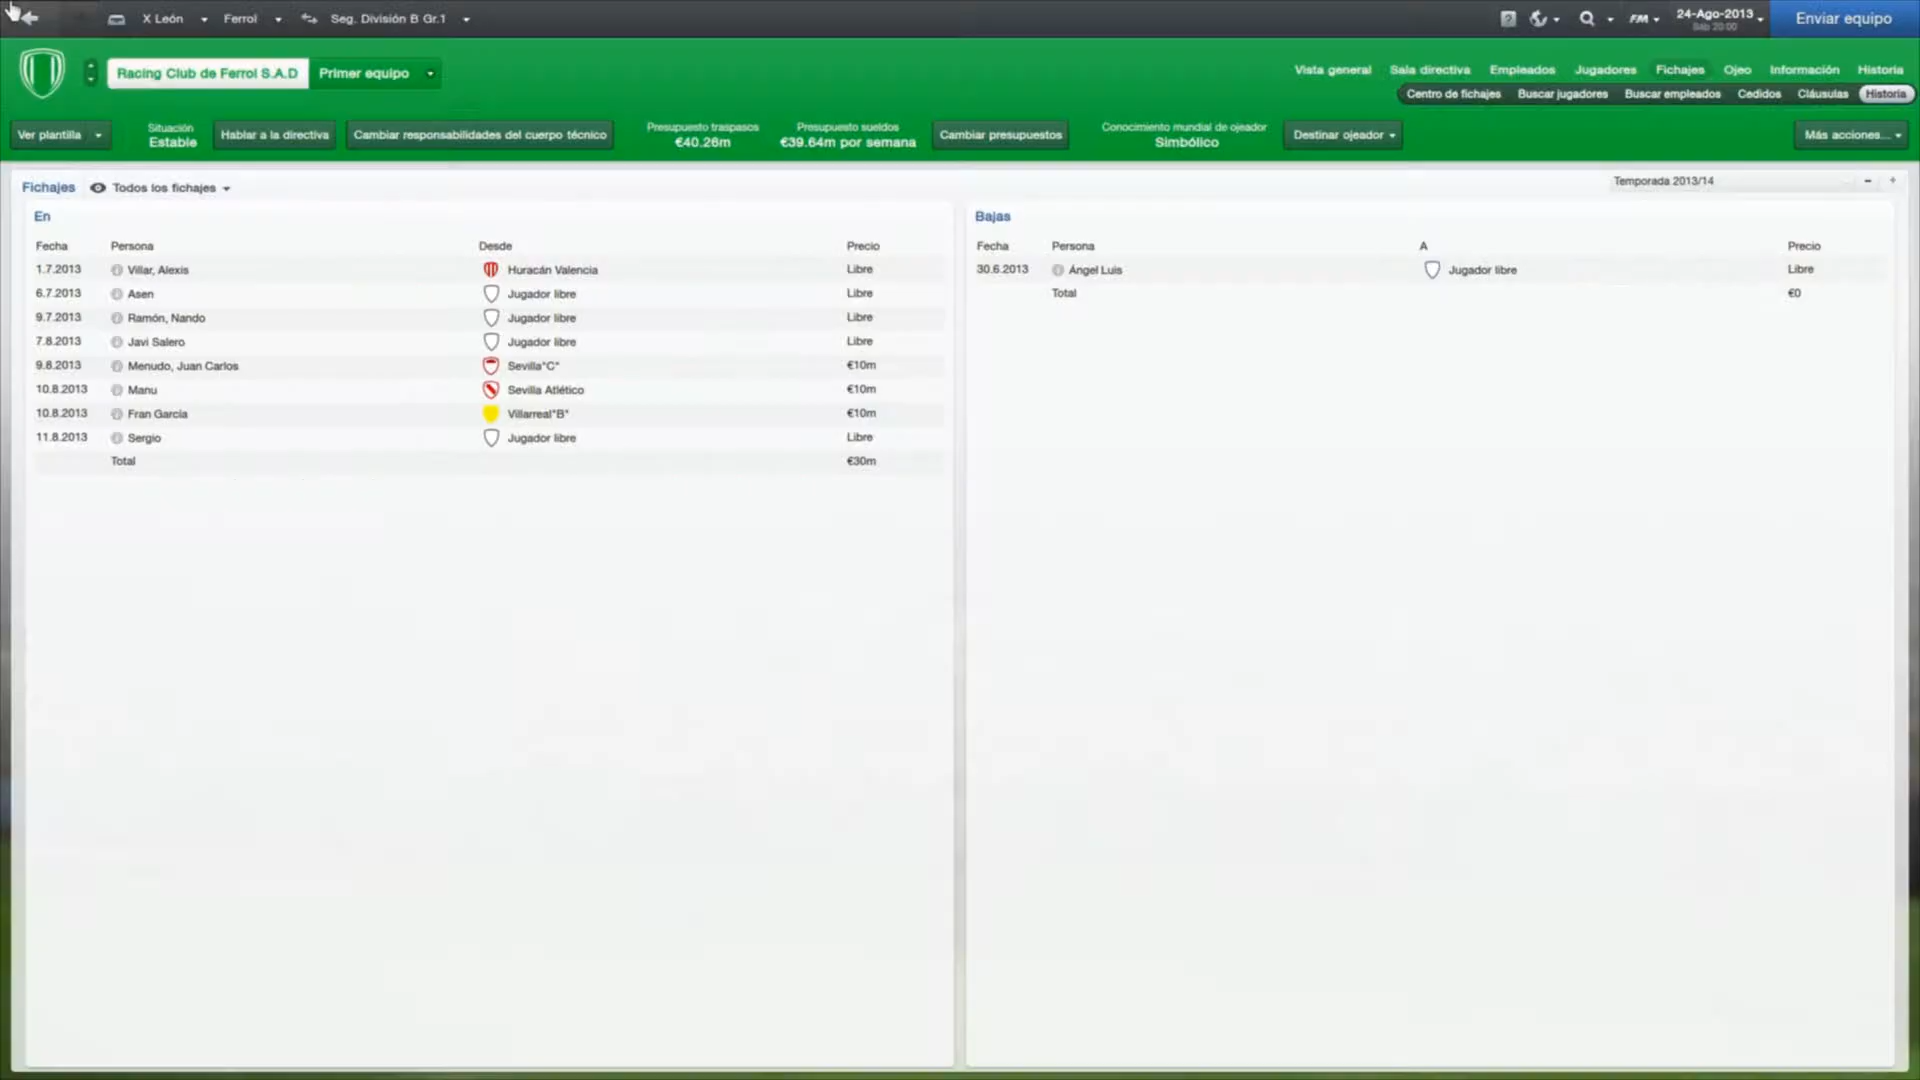 X León Ferrol Seg. División B Gr.1 FM 24-Ago-2013 Enviar equipo
Sáb 20:00
Racing Club de Ferrol S.A.D Primer equipo
Vista general Sala directiva Empleados Jugadores Fichajes Ojeo Información Historia
Centro de fichajes Buscar jugadores Buscar empleados Cedidos Cláusulas Historia
Ver plantilla Situación Estable Hablar a la directiva Cambiar responsabilidades del cuerpo técnico Presupuesto traspasos €40.26m Presupuesto sueldos €39.64m por semana Cambiar presupuestos Conocimiento mundial de ojeador Simbólico Destinar ojeador Más acciones...
Fichajes Todos los fichajes Temporada 2013/14 - +
En
Fecha Persona Desde Precio
1.7.2013 Villar, Alexis Huracán Valencia Libre
6.7.2013 Asen Jugador libre Libre
9.7.2013 Ramón, Nando Jugador libre Libre
7.8.2013 Javi Salero Jugador libre Libre
9.8.2013 Menudo, Juan Carlos Sevilla"C" €10m
10.8.2013 Manu Sevilla Atlético €10m
10.8.2013 Fran García Villarreal"B" €10m
11.8.2013 Sergio Jugador libre Libre
Total €30m
Bajas
Fecha Persona A Precio
30.6.2013 Ángel Luis Jugador libre Libre
Total €0